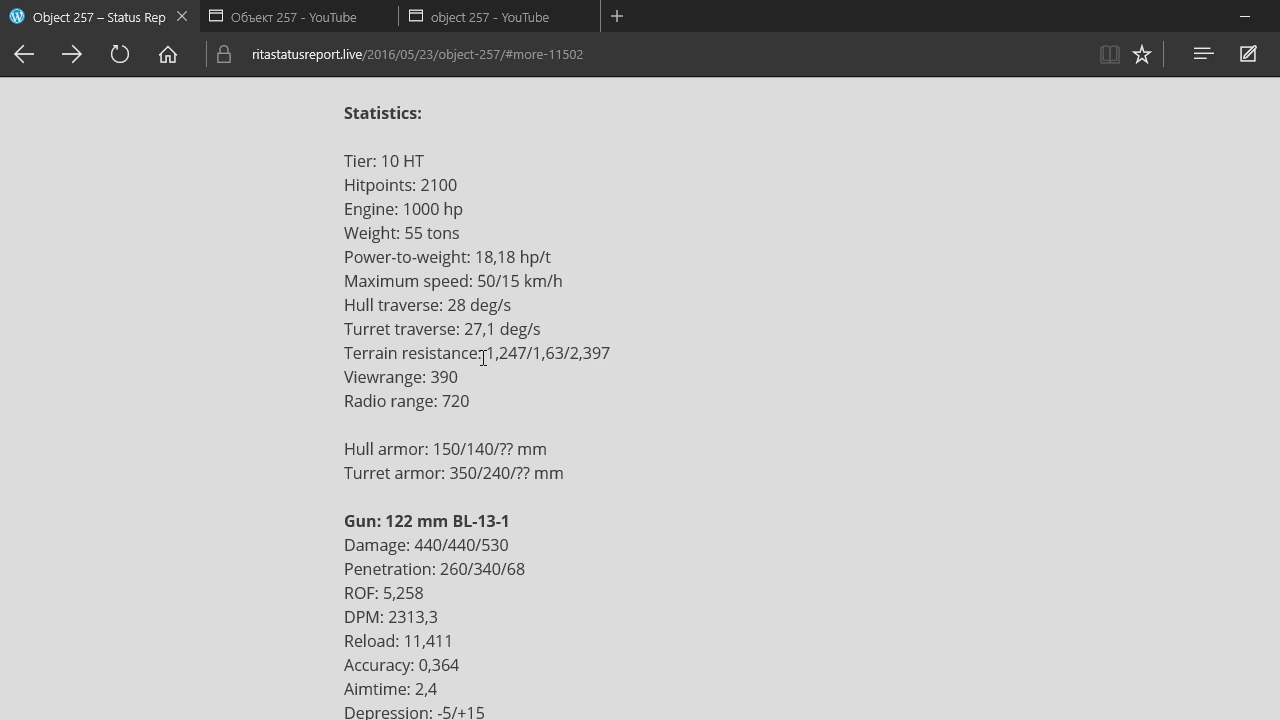 Object 257 – Status Rep
Объект 257 - YouTube
object 257 - YouTube
ritastatusreport.live/2016/05/23/object-257/#more-11502
Statistics:
Tier: 10 HT
Hitpoints: 2100
Engine: 1000 hp
Weight: 55 tons
Power-to-weight: 18,18 hp/t
Maximum speed: 50/15 km/h
Hull traverse: 28 deg/s
Turret traverse: 27,1 deg/s
Terrain resistance: 1,247/1,63/2,397
Viewrange: 390
Radio range: 720
Hull armor: 150/140/?? mm
Turret armor: 350/240/?? mm
Gun: 122 mm BL-13-1
Damage: 440/440/530
Penetration: 260/340/68
ROF: 5,258
DPM: 2313,3
Reload: 11,411
Accuracy: 0,364
Aimtime: 2,4
Depression: -5/+15